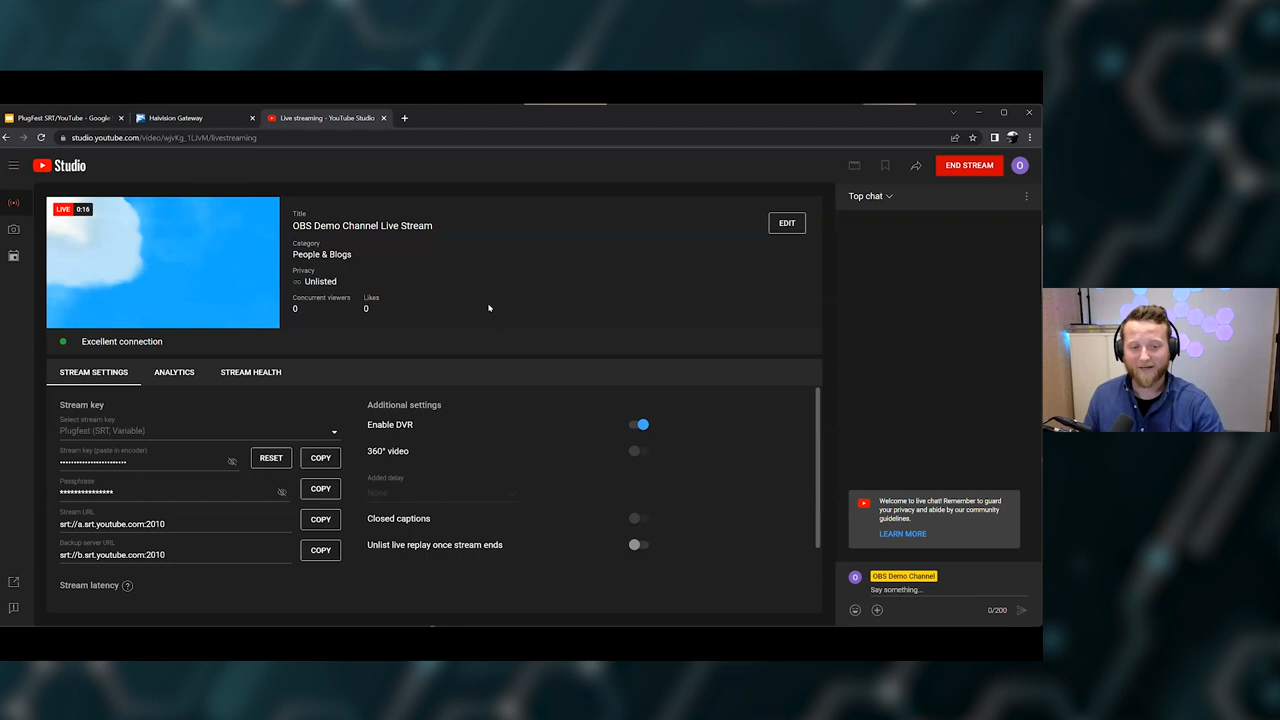 PlugFest SRT/YouTube - Google
Haivision Gateway
Live streaming - YouTube Studio
studio.youtube.com/video/wjvKg_1LJvM/livestreaming
Studio
END STREAM
O
LIVE 0:16
Title
OBS Demo Channel Live Stream
EDIT
Category
People & Blogs
Privacy
Unlisted
Concurrent viewers
Likes
0
0
Excellent connection
STREAM SETTINGS
ANALYTICS
STREAM HEALTH
Stream key
Select stream key
Plugfest (SRT, Variable)
Stream key (paste in encoder)
••••••••••••••••••••••••
RESET
COPY
Passphrase
***************
COPY
Stream URL
srt://a.srt.youtube.com:2010
COPY
Backup server URL
srt://b.srt.youtube.com:2010
COPY
Stream latency ?
Additional settings
Enable DVR
360° video
Added delay
None
Closed captions
Unlist live replay once stream ends
Top chat
Welcome to live chat! Remember to guard
your privacy and abide by our community
guidelines.
LEARN MORE
O
OBS Demo Channel
Say something...
0/200